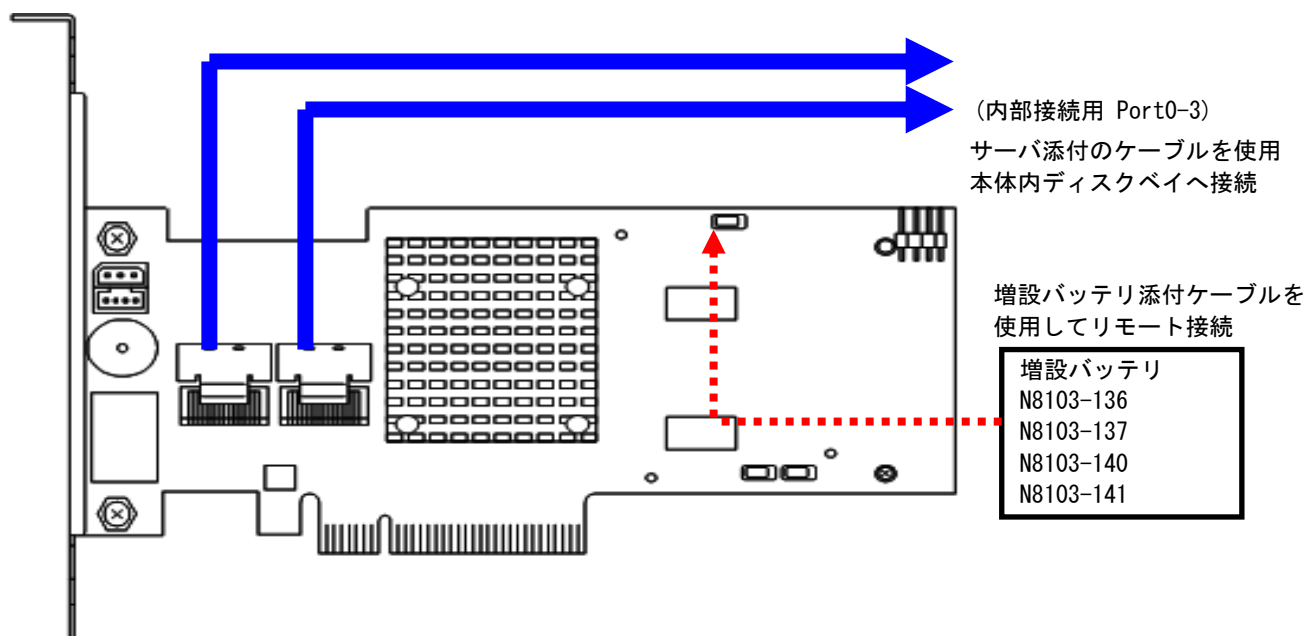 (内部接続用 Port0-3)
サーバ添付のケーブルを使用
本体内ディスクベイへ接続
増設バッテリ添付ケーブルを
使用してリモート接続
増設バッテリ
N8103-136
N8103-137
N8103-140
N8103-141